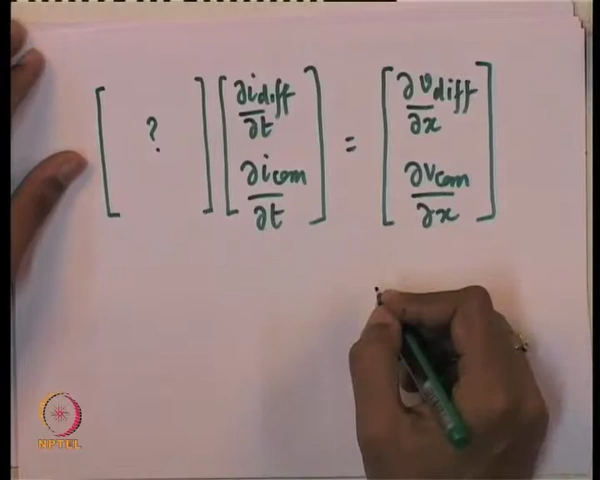 [ ? ] [ ∂i_diff/∂t ; ∂i_com/∂t ] = [ ∂v_diff/∂x ; ∂v_com/∂x ]
NPTEL